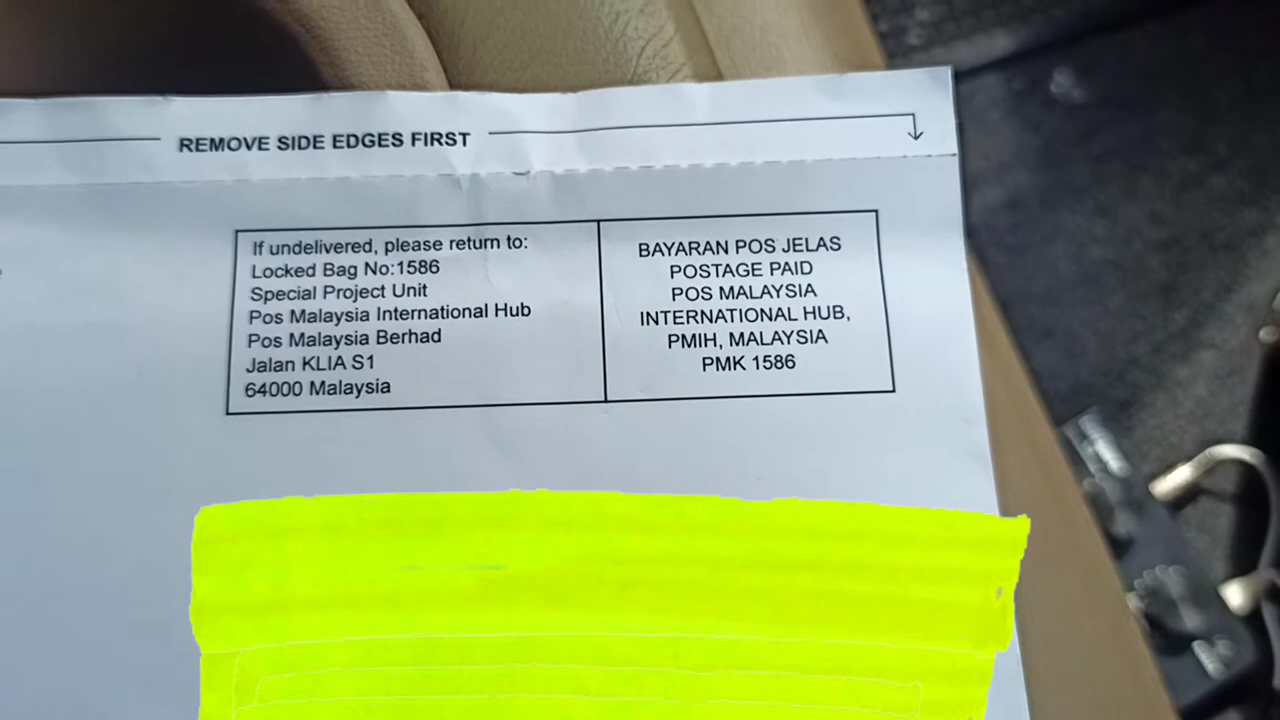 REMOVE SIDE EDGES FIRST
If undelivered, please return to:
Locked Bag No:1586
Special Project Unit
Pos Malaysia International Hub
Pos Malaysia Berhad
Jalan KLIA S1
64000 Malaysia
BAYARAN POS JELAS
POSTAGE PAID
POS MALAYSIA
INTERNATIONAL HUB,
PMIH, MALAYSIA
PMK 1586